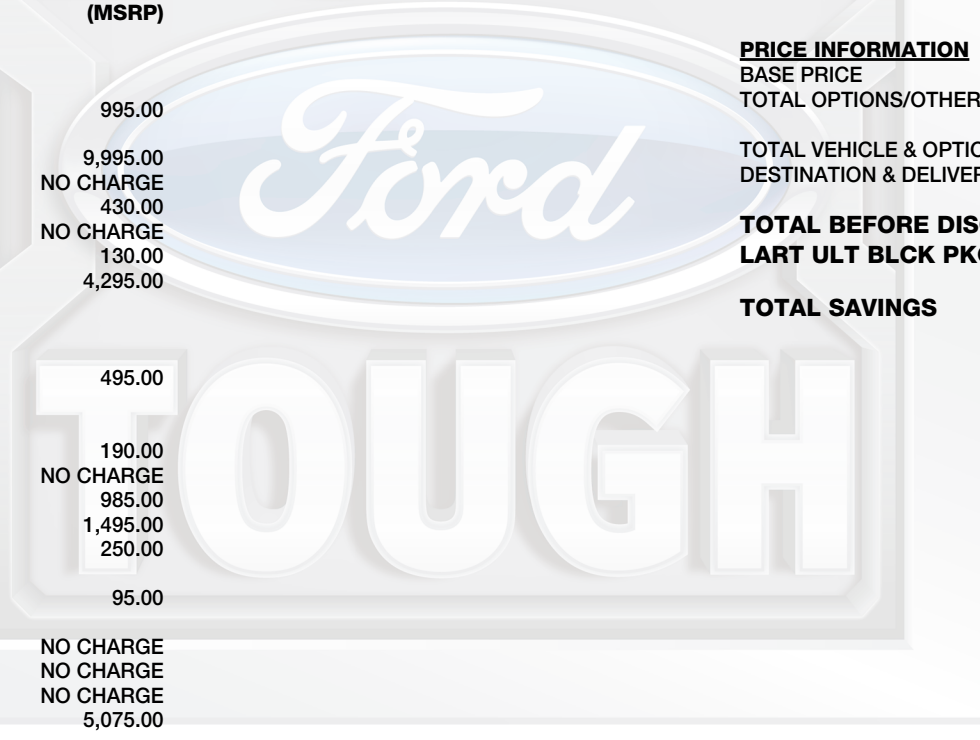 (MSRP)
995.00
9,995.00
NO CHARGE
430.00
NO CHARGE
130.00
4,295.00
495.00
190.00
NO CHARGE
985.00
1,495.00
250.00
95.00
NO CHARGE
NO CHARGE
NO CHARGE
5,075.00
PRICE INFORMATION
BASE PRICE
TOTAL OPTIONS/OTHER
TOTAL VEHICLE & OPTIO
DESTINATION & DELIVER
TOTAL BEFORE DIS
LART ULT BLCK PK
TOTAL SAVINGS
Ford
TOUGH